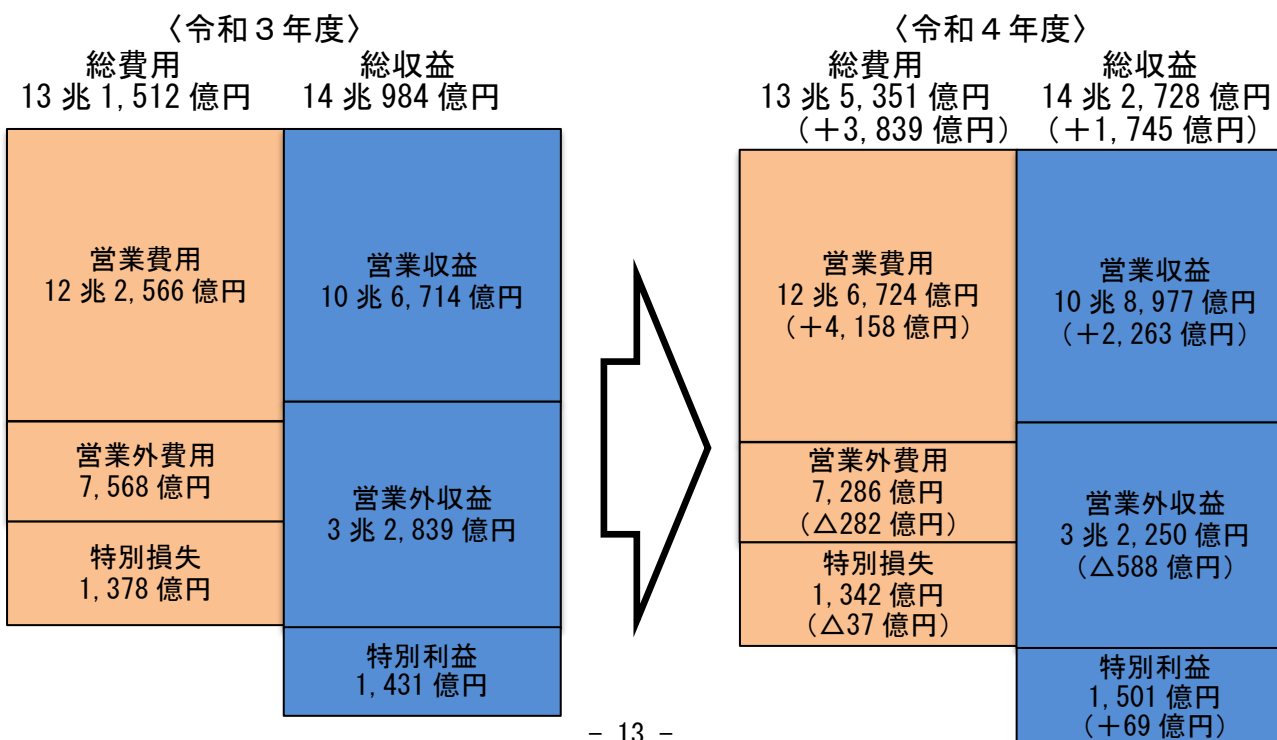 〈令和３年度〉
総費用
13 兆 1,512 億円
総収益
14 兆 984 億円
営業費用
12 兆 2,566 億円
営業外費用
7,568 億円
特別損失
1,378 億円
営業収益
10 兆 6,714 億円
営業外収益
3 兆 2,839 億円
特別利益
1,431 億円
〈令和４年度〉
総費用
13 兆 5,351 億円
（＋3,839 億円）
総収益
14 兆 2,728 億円
（＋1,745 億円）
営業費用
12 兆 6,724 億円
（＋4,158 億円）
営業外費用
7,286 億円
（△282 億円）
特別損失
1,342 億円
（△37 億円）
営業収益
10 兆 8,977 億円
（＋2,263 億円）
営業外収益
3 兆 2,250 億円
（△588 億円）
特別利益
1,501 億円
（＋69 億円）
－ 13 －